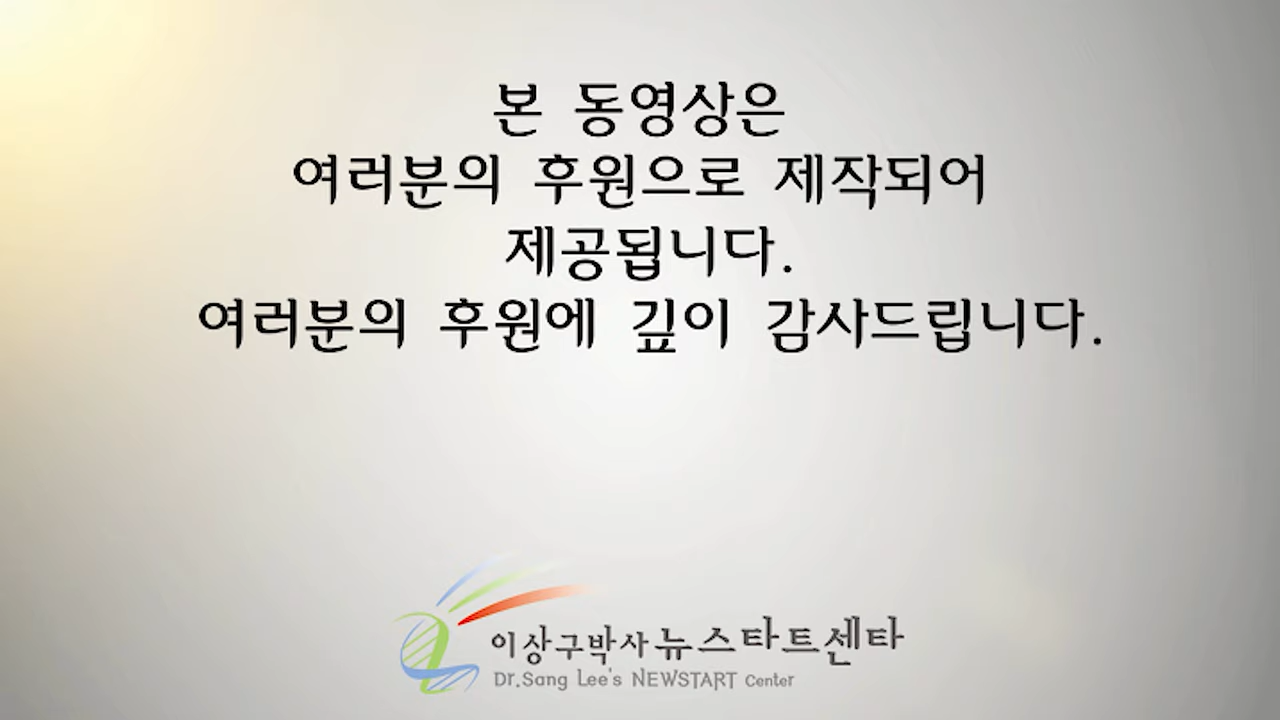 본 동영상은
여러분의 후원으로 제작되어
제공됩니다.
여러분의 후원에 깊이 감사드립니다.
이상구박사 뉴스타트센타
Dr.Sang Lee's NEWSTART Center